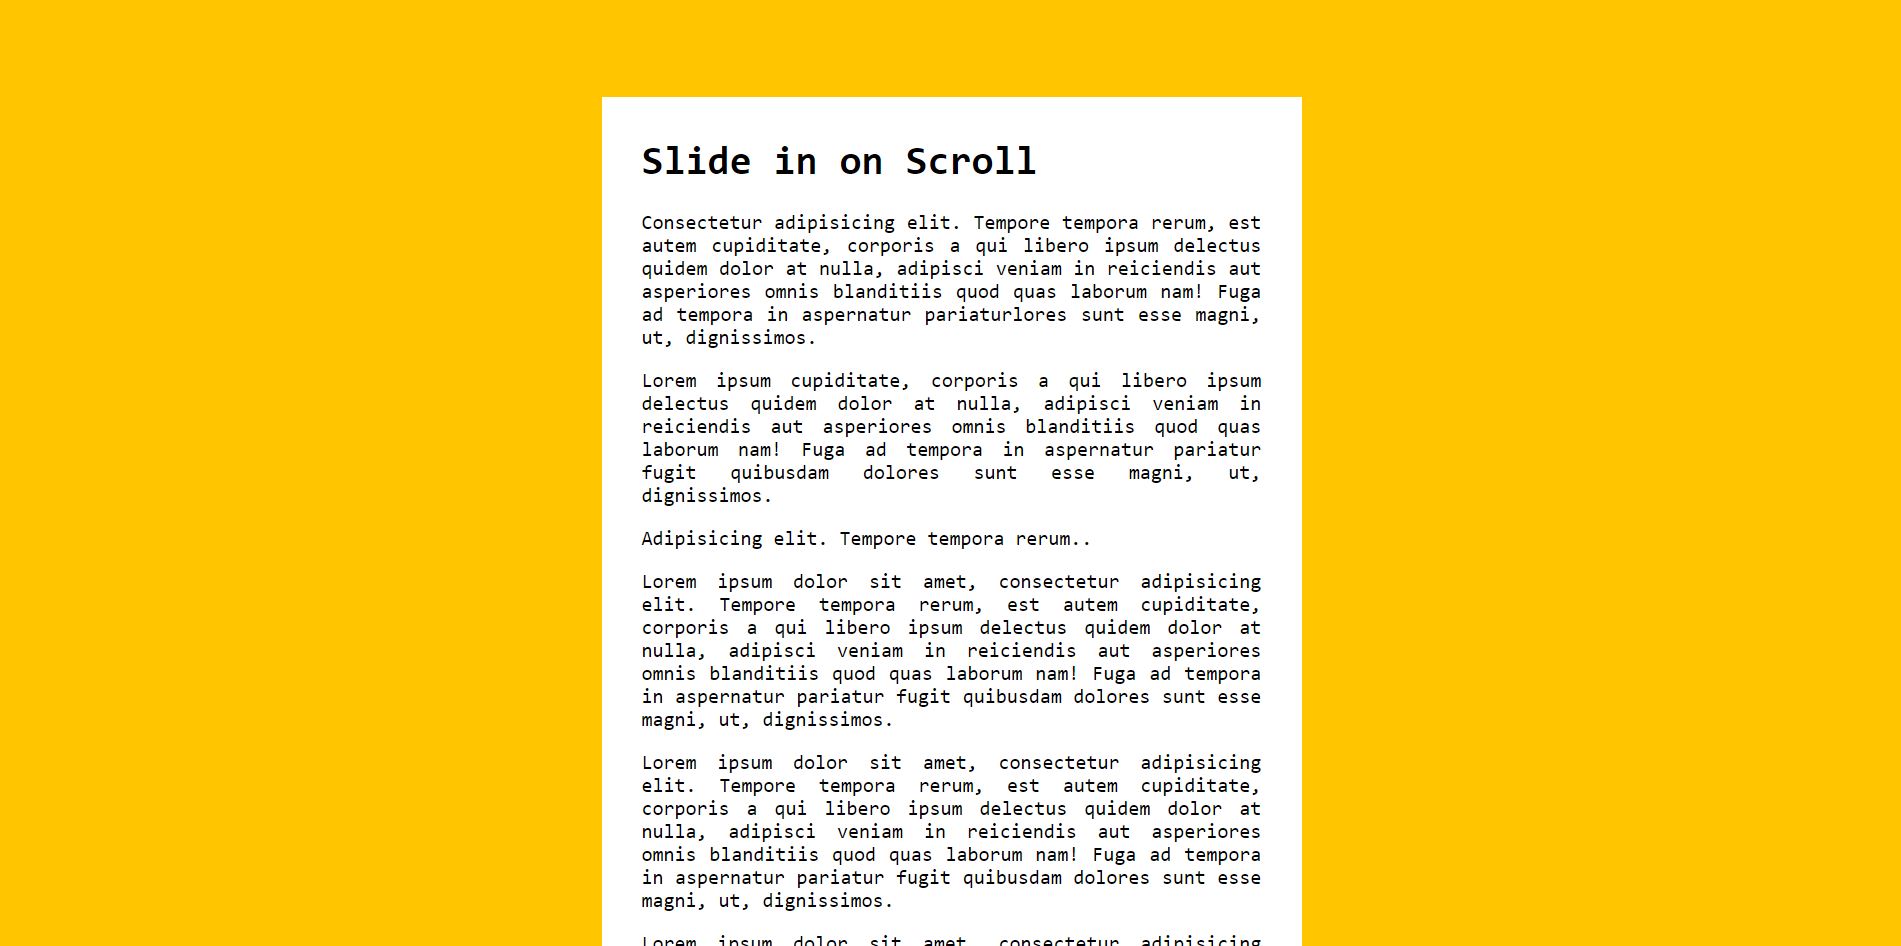 Slide in on Scroll
Consectetur adipisicing elit. Tempore tempora rerum, est
autem cupiditate, corporis a qui libero ipsum delectus
quidem dolor at nulla, adipisci veniam in reiciendis aut
asperiores omnis blanditiis quod quas laborum nam! Fuga
ad tempora in aspernatur pariaturlores sunt esse magni,
ut, dignissimos.
Lorem ipsum cupiditate, corporis a qui libero ipsum
delectus quidem dolor at nulla, adipisci veniam in
reiciendis aut asperiores omnis blanditiis quod quas
laborum nam! Fuga ad tempora in aspernatur pariatur
fugit quibusdam dolores sunt esse magni, ut,
dignissimos.
Adipisicing elit. Tempore tempora rerum..
Lorem ipsum dolor sit amet, consectetur adipisicing
elit. Tempore tempora rerum, est autem cupiditate,
corporis a qui libero ipsum delectus quidem dolor at
nulla, adipisci veniam in reiciendis aut asperiores
omnis blanditiis quod quas laborum nam! Fuga ad tempora
in aspernatur pariatur fugit quibusdam dolores sunt esse
magni, ut, dignissimos.
Lorem ipsum dolor sit amet, consectetur adipisicing
elit. Tempore tempora rerum, est autem cupiditate,
corporis a qui libero ipsum delectus quidem dolor at
nulla, adipisci veniam in reiciendis aut asperiores
omnis blanditiis quod quas laborum nam! Fuga ad tempora
in aspernatur pariatur fugit quibusdam dolores sunt esse
magni, ut, dignissimos.
Lorem ipsum dolor sit amet, consectetur adipisicing